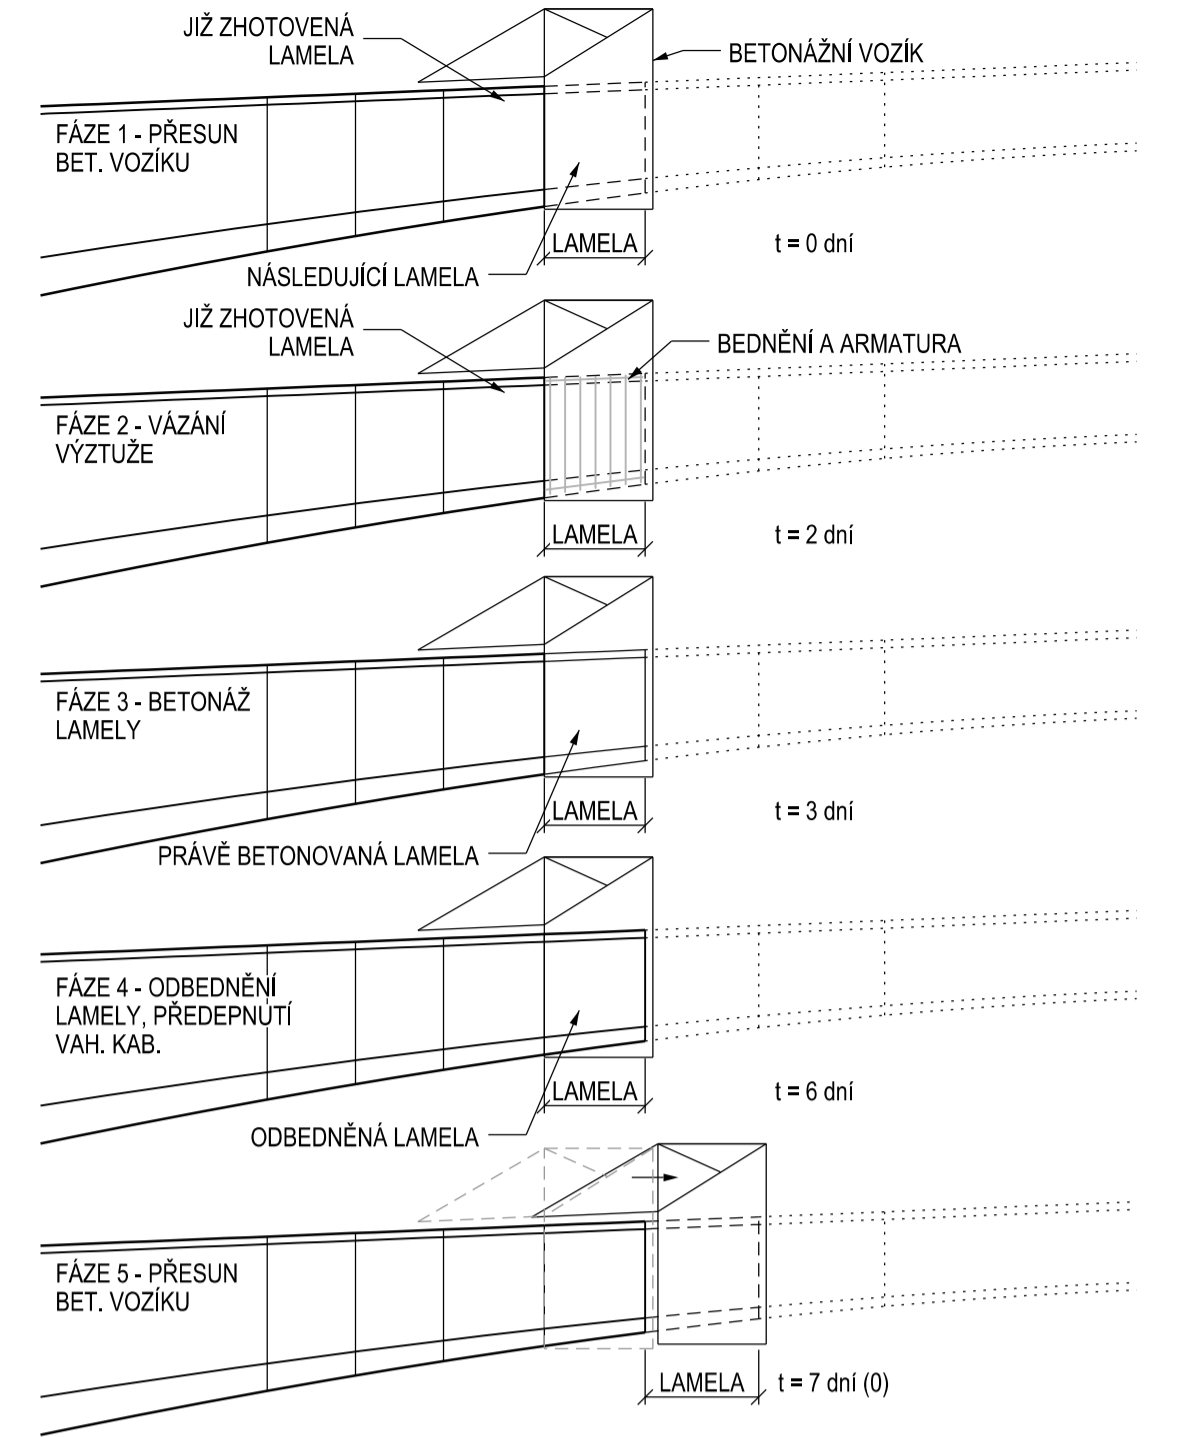 JIŽ ZHOTOVENÁ
LAMELA
BETONÁŽNÍ VOZÍK
FÁZE 1 - PŘESUN
BET. VOZÍKU
LAMELA
t = 0 dní
NÁSLEDUJÍCÍ LAMELA
JIŽ ZHOTOVENÁ
LAMELA
BEDNĚNÍ A ARMATURA
FÁZE 2 - VÁZÁNÍ
VÝZTUŽE
LAMELA
t = 2 dní
FÁZE 3 - BETONÁŽ
LAMELY
LAMELA
t = 3 dní
PRÁVĚ BETONOVANÁ LAMELA
FÁZE 4 - ODBEDNĚNÍ
LAMELY, PŘEDEPNUTÍ
VAH. KAB.
LAMELA
t = 6 dní
ODBEDNĚNÁ LAMELA
FÁZE 5 - PŘESUN
BET. VOZÍKU
LAMELA
t = 7 dní (0)